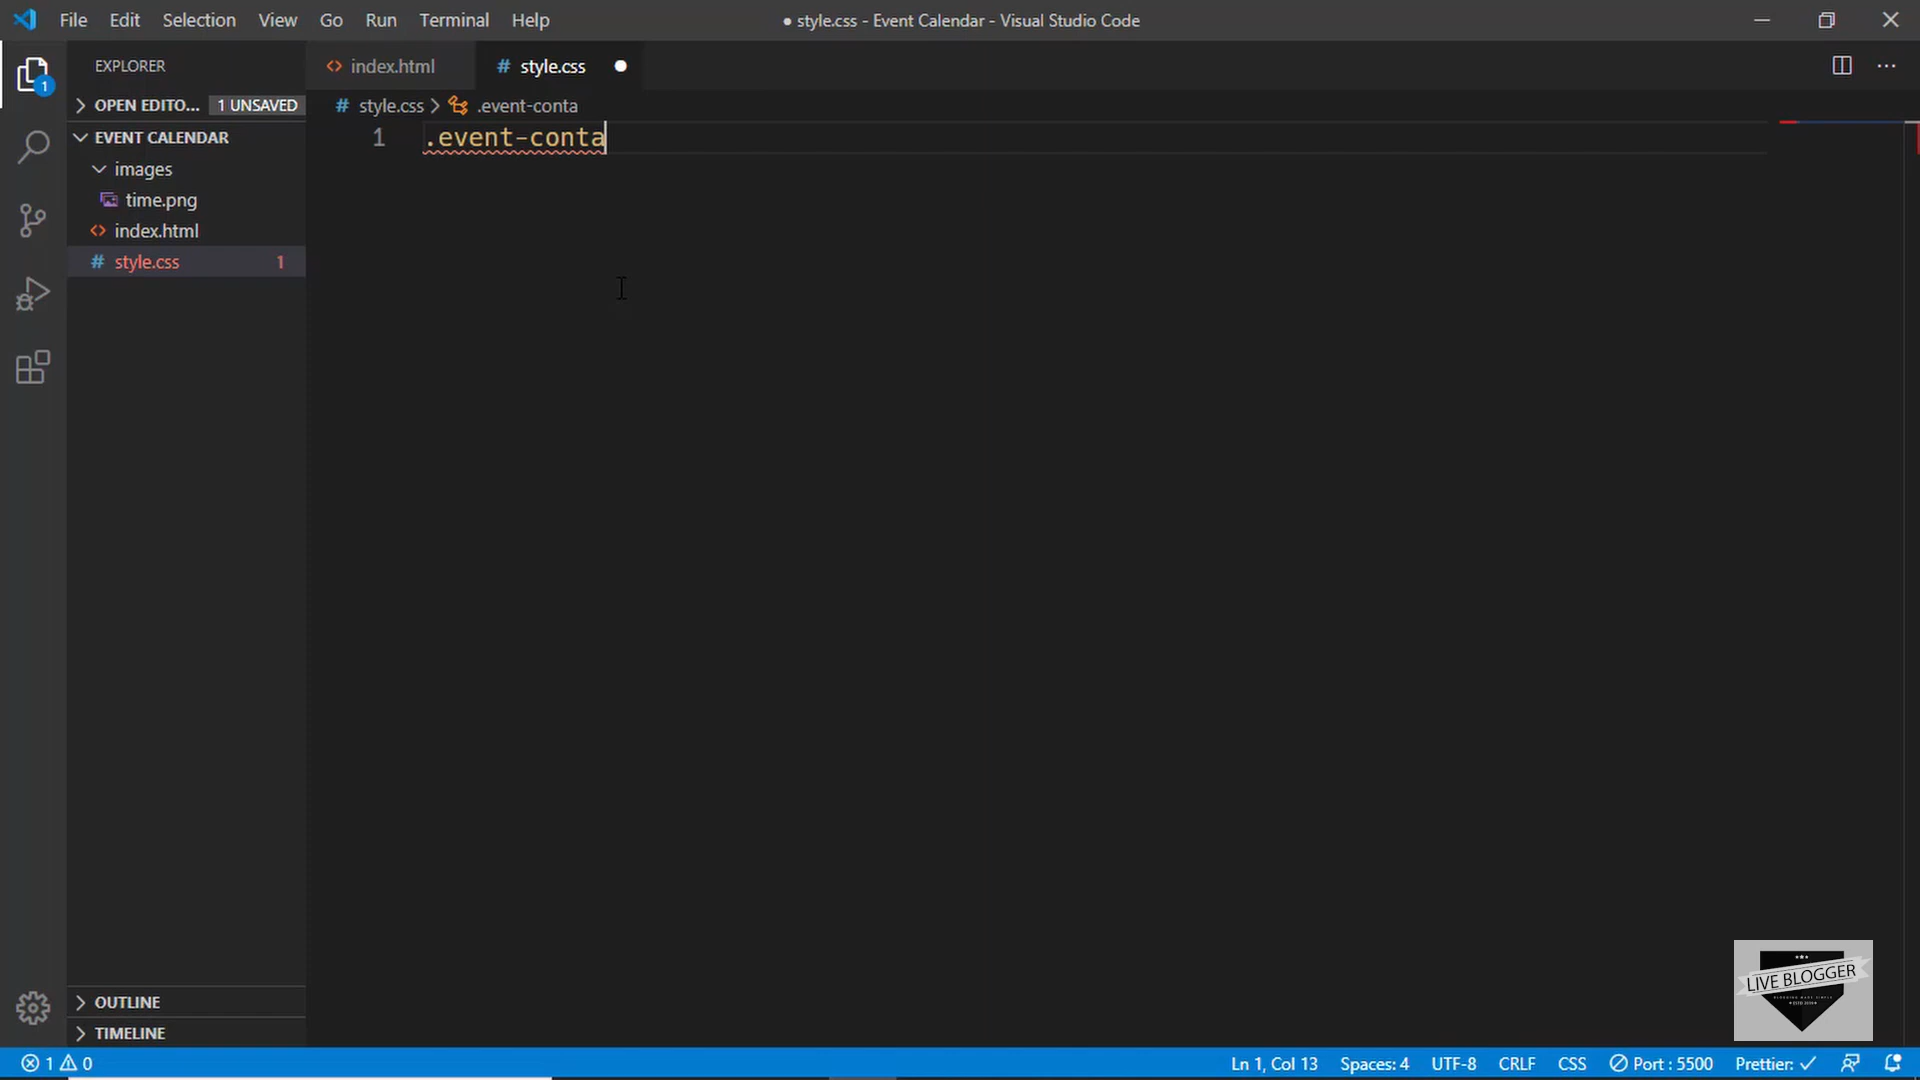 File Edit Selection View Go Run Terminal Help
● style.css - Event Calendar - Visual Studio Code
EXPLORER
1
OPEN EDITO... 1 UNSAVED
EVENT CALENDAR
images
time.png
index.html
style.css 1
index.html
# style.css
# style.css > .event-conta
1 .event-conta
OUTLINE
TIMELINE
LIVE BLOGGER
1 0
Ln 1, Col 13 Spaces: 4 UTF-8 CRLF CSS Port : 5500 Prettier: ✓